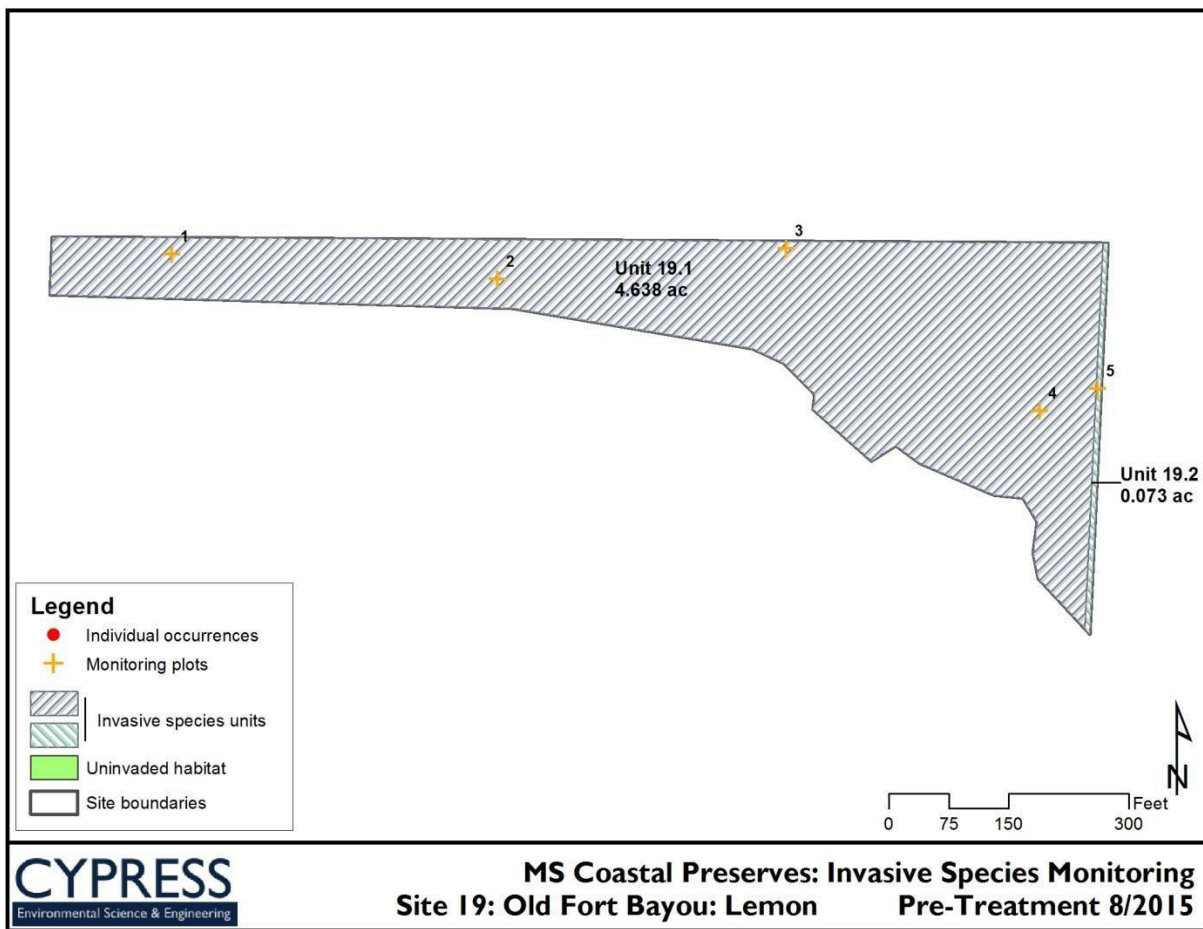 1
2
3
Unit 19.1
4.638 ac
4
5
Unit 19.2
0.073 ac
Legend
Individual occurrences
Monitoring plots
Invasive species units
Uninvaded habitat
Site boundaries
N
Feet
0 75 150 300
CYPRESS
Environmental Science & Engineering
MS Coastal Preserves: Invasive Species Monitoring
Site 19: Old Fort Bayou: Lemon Pre-Treatment 8/2015